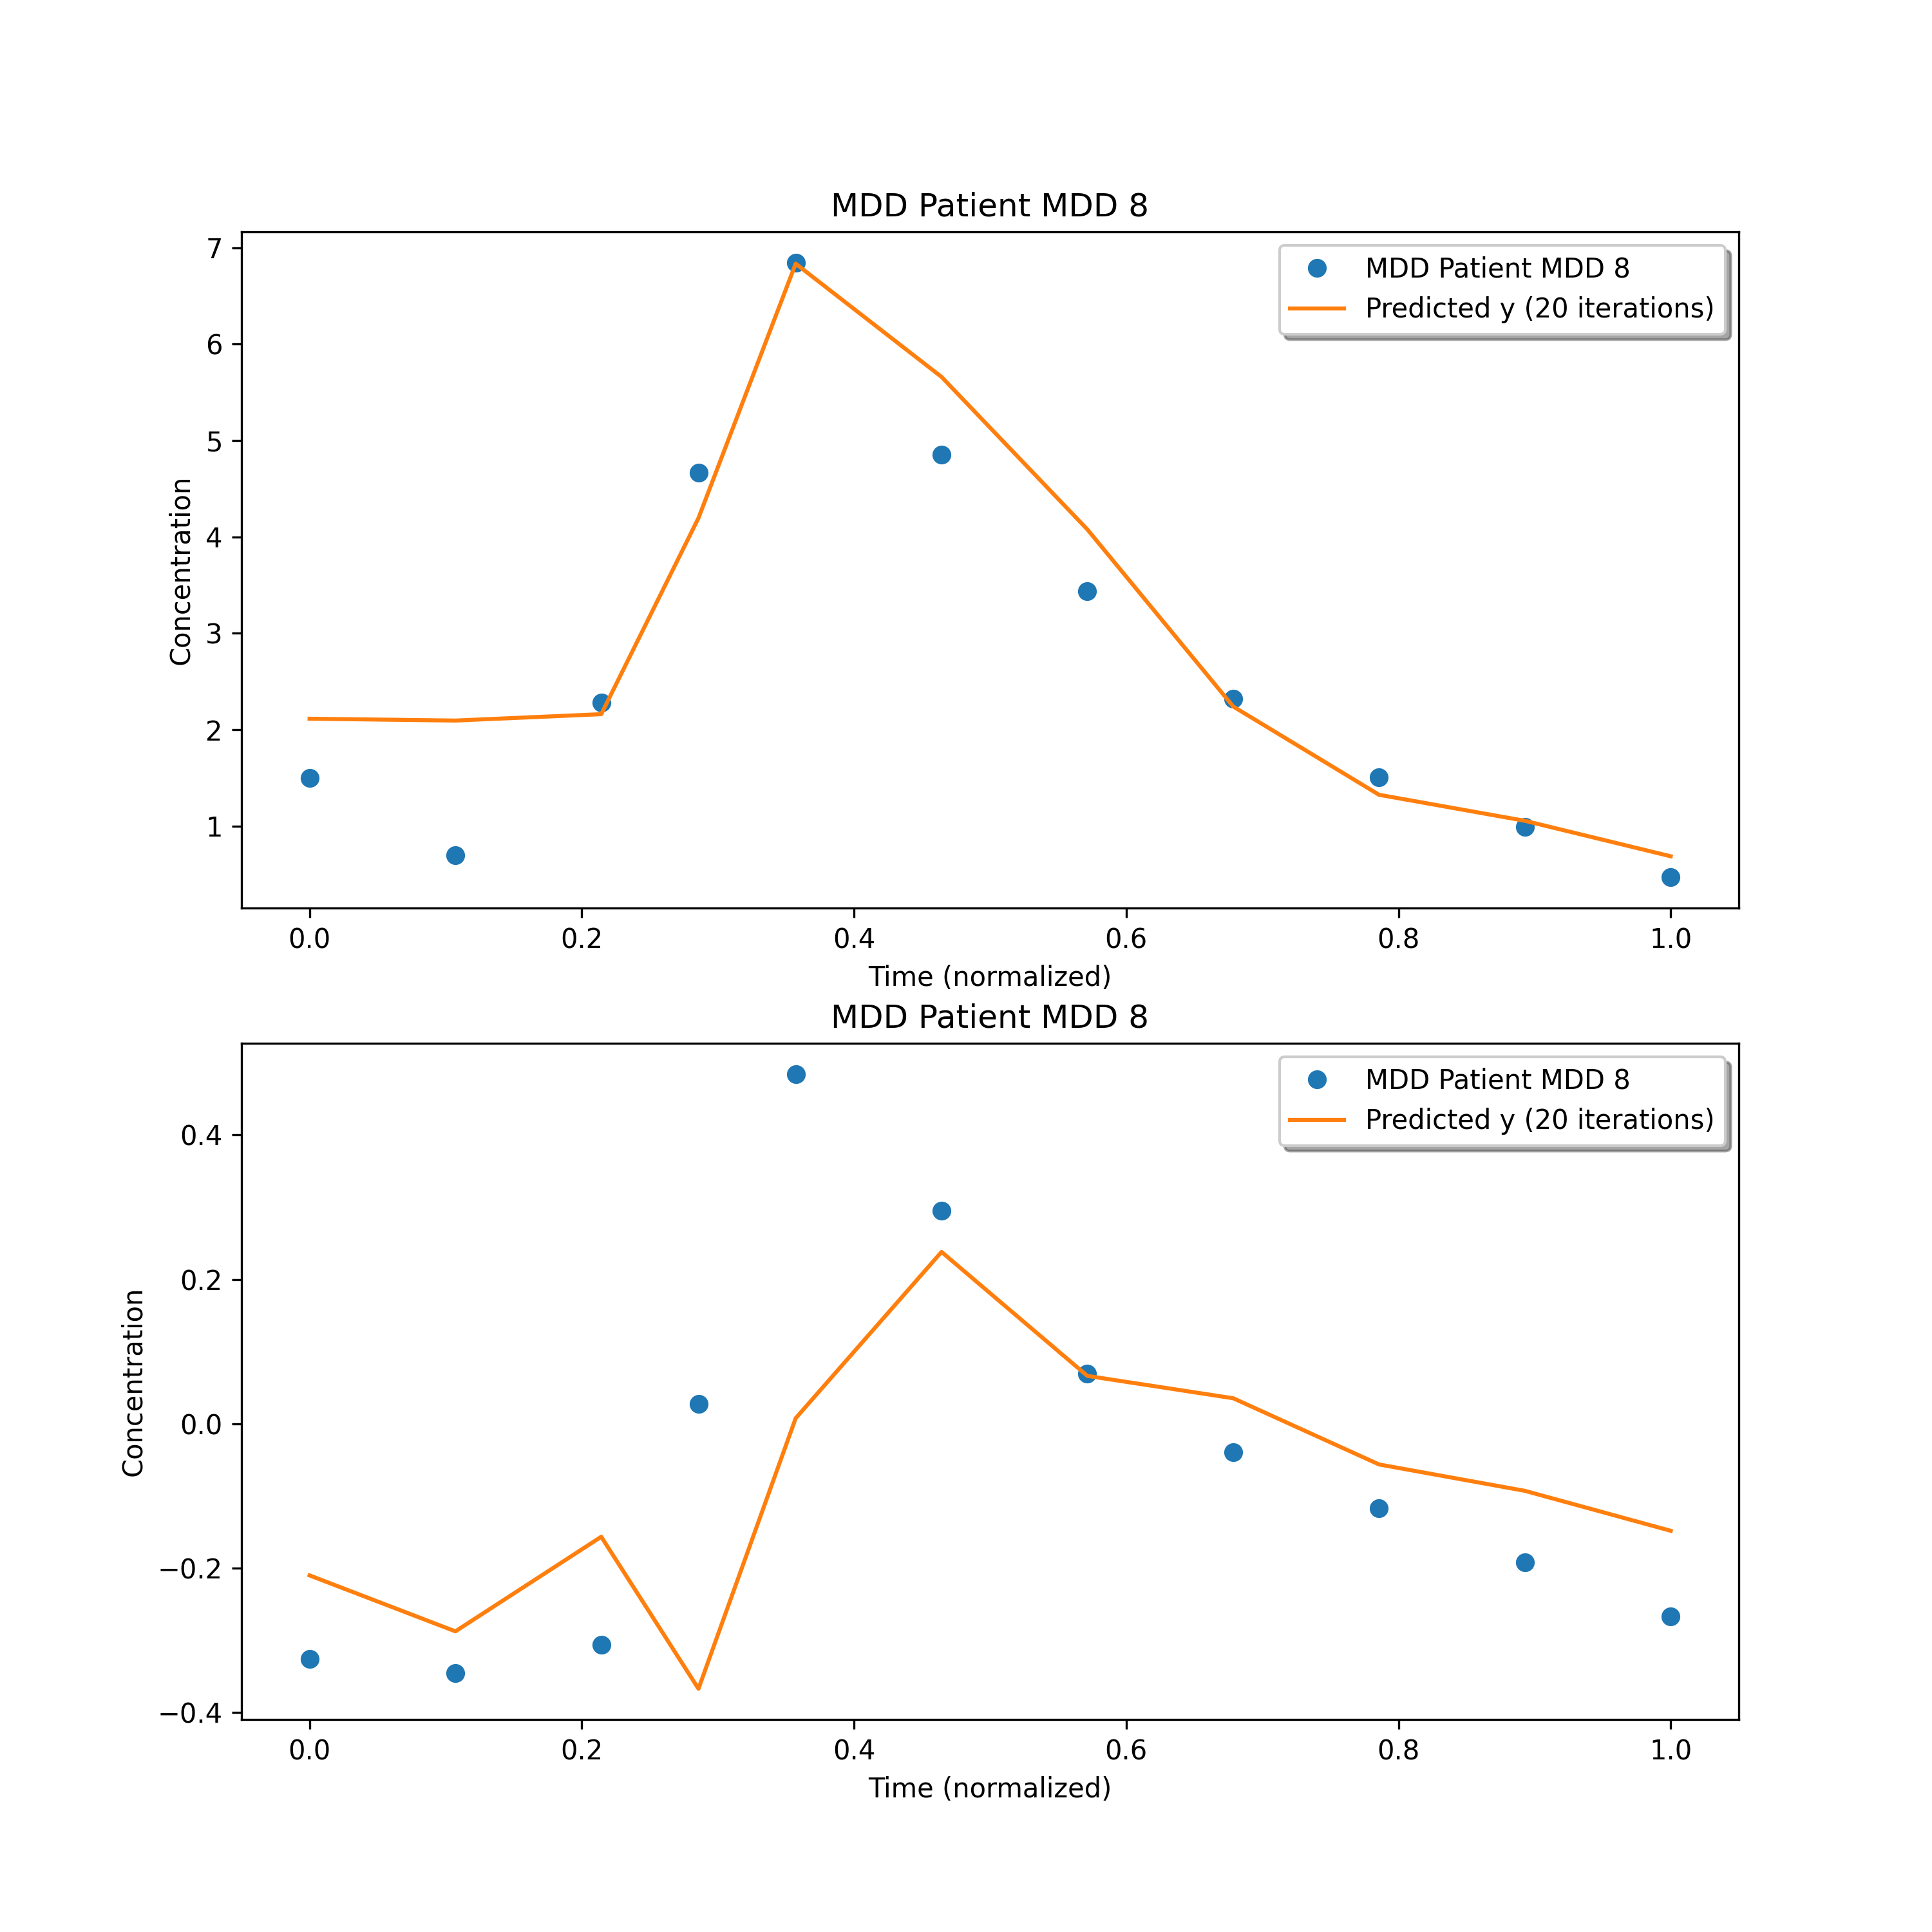 MDD Patient MDD 8
7
6
5
4
3
2
1
Concentration
MDD Patient MDD 8
Predicted y (20 iterations)
0.0 0.2 0.4 0.6 0.8 1.0
Time (normalized)
MDD Patient MDD 8
0.4
0.2
0.0
−0.2
−0.4
Concentration
MDD Patient MDD 8
Predicted y (20 iterations)
0.0 0.2 0.4 0.6 0.8 1.0
Time (normalized)